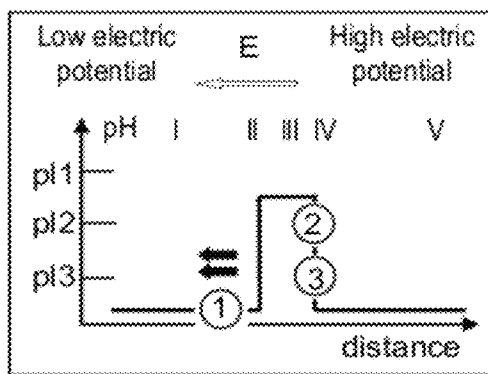 Low electric potential
E
High electric potential
pH I II III IV V
pI1
pI2
pI3
2
3
1
distance